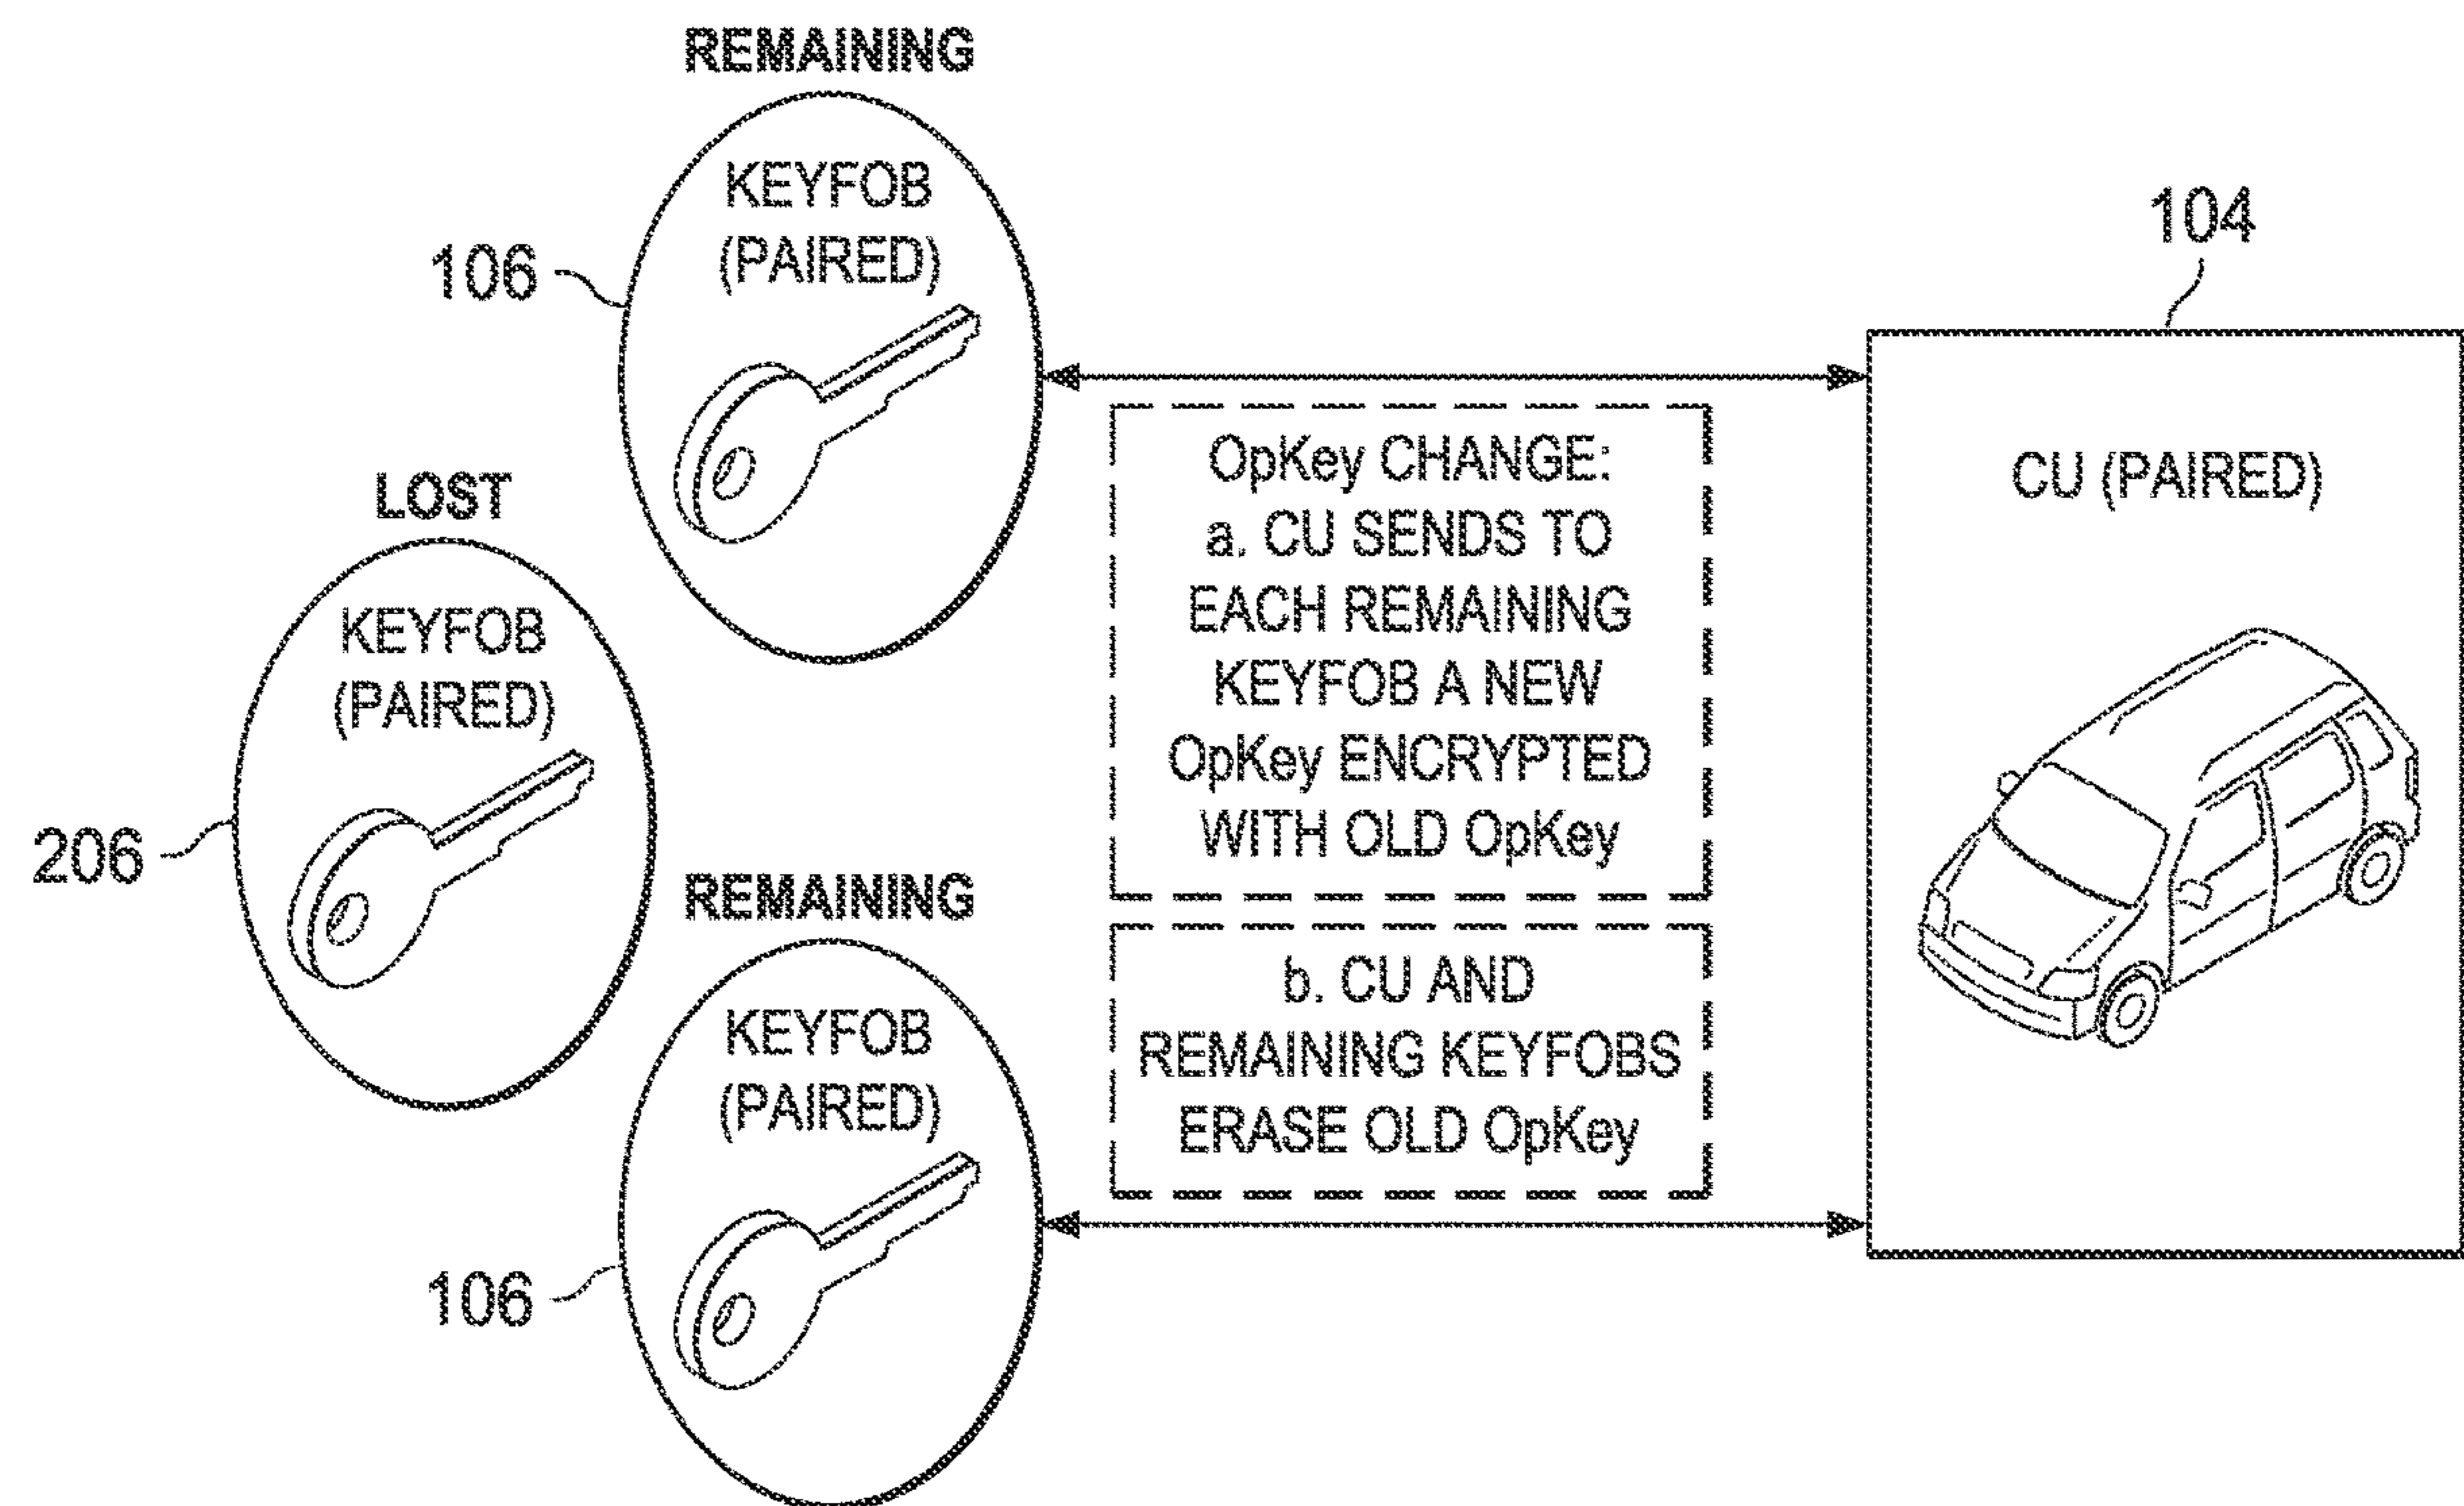 REMAINING
KEYFOB
(PAIRED)
106
104
LOST
KEYFOB
(PAIRED)
206
REMAINING
KEYFOB
(PAIRED)
106
OpKey CHANGE:
a. CU SENDS TO
EACH REMAINING
KEYFOB A NEW
OpKey ENCRYPTED
WITH OLD OpKey
b. CU AND
REMAINING KEYFOBS
ERASE OLD OpKey
CU (PAIRED)